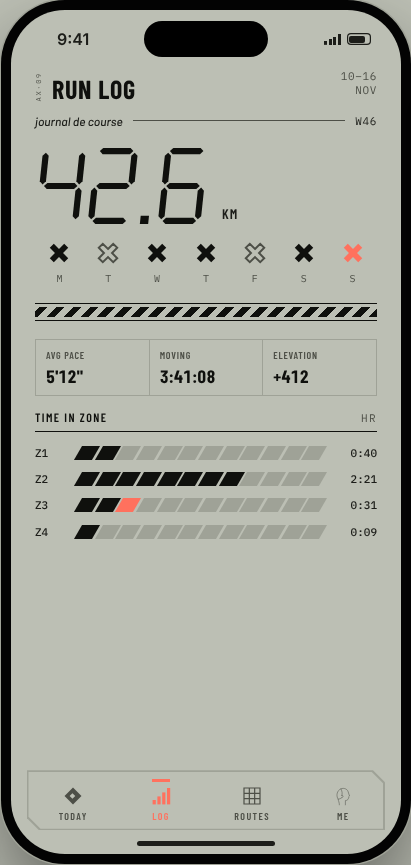 9:41
AX-09
RUN LOG
10–16
NOV
journal de course
W46
42.6 KM
M T W T F S S
AVG PACE MOVING ELEVATION
5'12" 3:41:08 +412
TIME IN ZONE HR
Z1 0:40
Z2 2:21
Z3 0:31
Z4 0:09
TODAY LOG ROUTES ME